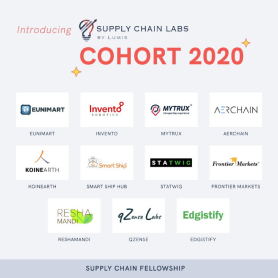 Introducing
SUPPLY CHAIN LABS
BY LUMIS
COHORT 2020
EUNIMART
Invento
ROBOTICS
MYTRUX
AERCHAIN
EUNIMART
INVENTO
MYTRUX
AERCHAIN
KOINEARTH
Smart Ship
STATWIG
Frontier Markets
KOINEARTH
SMART SHIP HUB
STATWIG
FRONTIER MARKETS
RESHA
MANDI
qZense Labs
Edgistify
RESHAMANDI
QZENSE
EDGISTIFY
SUPPLY CHAIN FELLOWSHIP